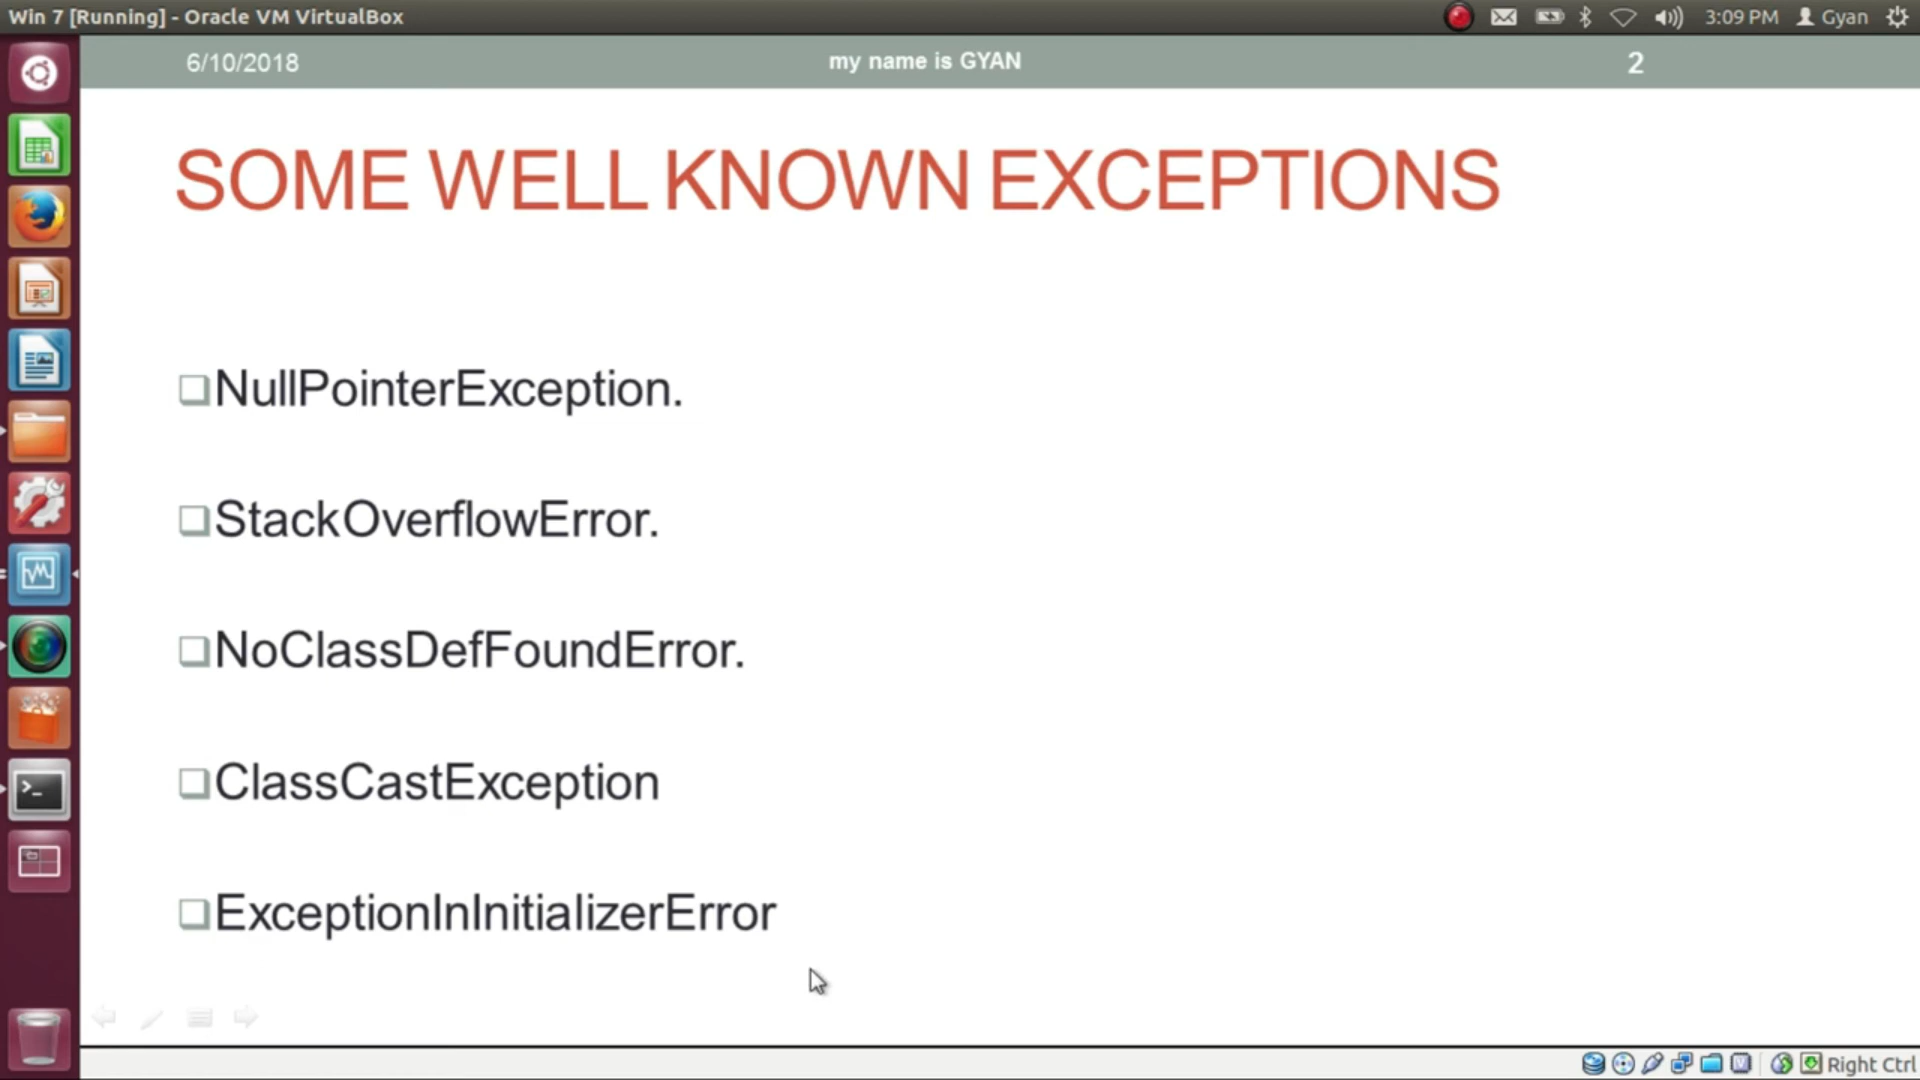 Win 7 [Running] - Oracle VM VirtualBox
3:09 PM Gyan
6/10/2018
my name is GYAN
2
SOME WELL KNOWN EXCEPTIONS
NullPointerException.
StackOverflowError.
NoClassDefFoundError.
ClassCastException
ExceptionInInitializerError
Right Ctrl